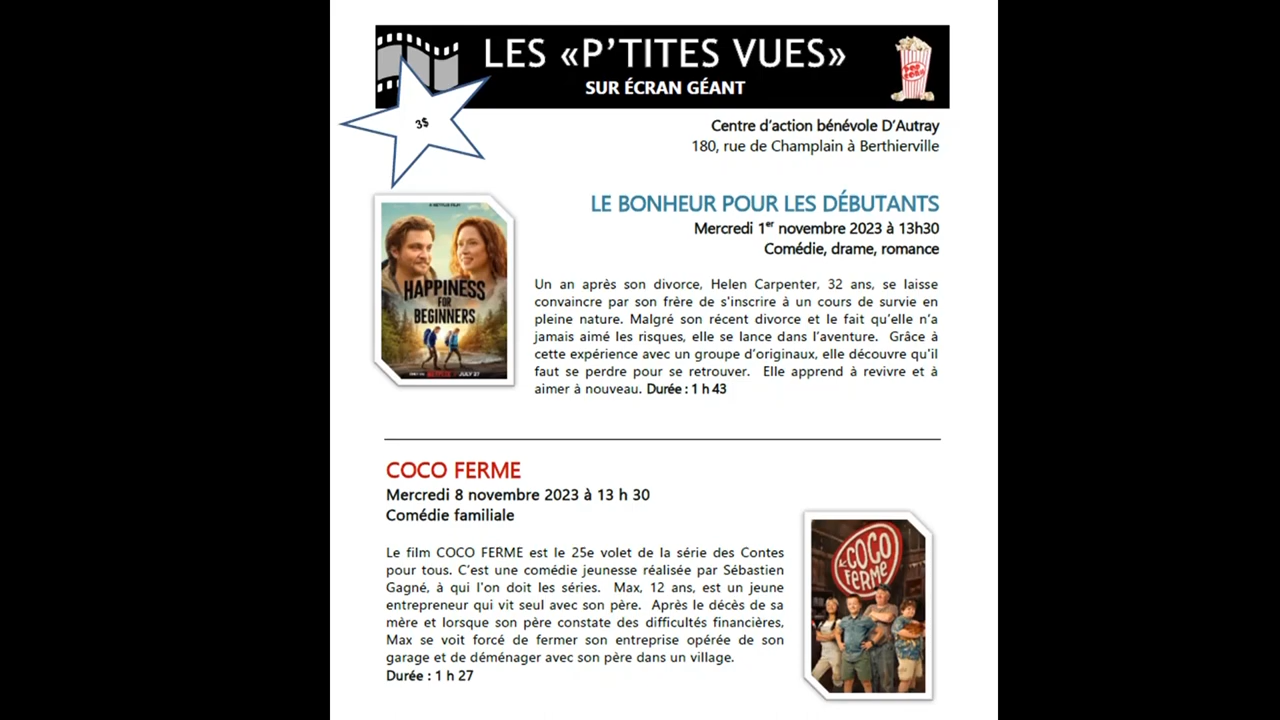 LES «P'TITES VUES»
SUR ÉCRAN GÉANT
3$
Centre d'action bénévole D'Autray
180, rue de Champlain à Berthierville
LE BONHEUR POUR LES DÉBUTANTS
Mercredi 1er novembre 2023 à 13h30
Comédie, drame, romance
A NETFLIX FILM
HAPPINESS
FOR
BEGINNERS
NETFLIX
JULY 27
Un an après son divorce, Helen Carpenter, 32 ans, se laisse
convaincre par son frère de s'inscrire à un cours de survie en
pleine nature. Malgré son récent divorce et le fait qu'elle n'a
jamais aimé les risques, elle se lance dans l'aventure. Grâce à
cette expérience avec un groupe d'originaux, elle découvre qu'il
faut se perdre pour se retrouver. Elle apprend à revivre et à
aimer à nouveau. Durée : 1 h 43
COCO FERME
Mercredi 8 novembre 2023 à 13 h 30
Comédie familiale
Le film COCO FERME est le 25e volet de la série des Contes
pour tous. C'est une comédie jeunesse réalisée par Sébastien
Gagné, à qui l'on doit les séries. Max, 12 ans, est un jeune
entrepreneur qui vit seul avec son père. Après le décès de sa
mère et lorsque son père constate des difficultés financières,
Max se voit forcé de fermer son entreprise opérée de son
garage et de déménager avec son père dans un village.
Durée : 1 h 27
COCO
FERME